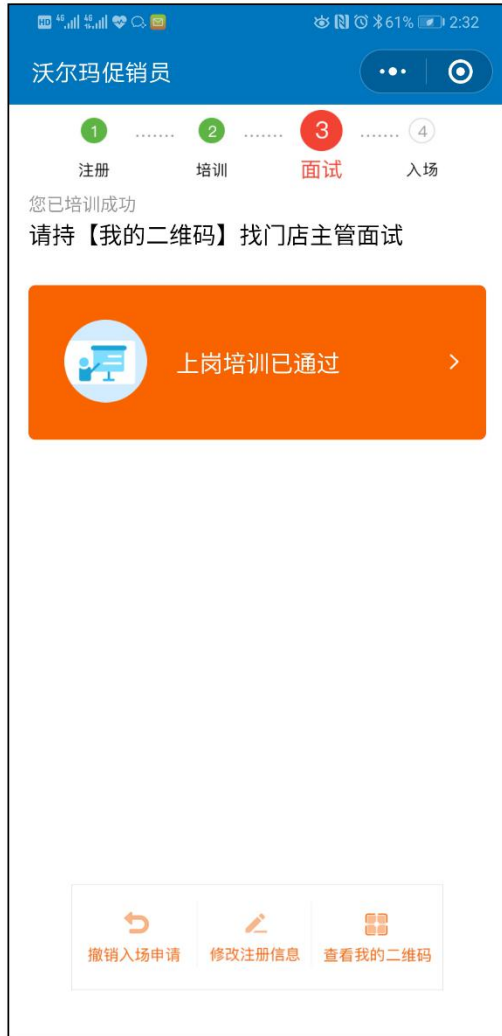 HD 46 46 61% 2:32
沃尔玛促销员
1 ....... 2 ....... 3 ....... 4
注册 培训 面试 入场
您已培训成功
请持【我的二维码】找门店主管面试
上岗培训已通过
撤销入场申请 修改注册信息 查看我的二维码